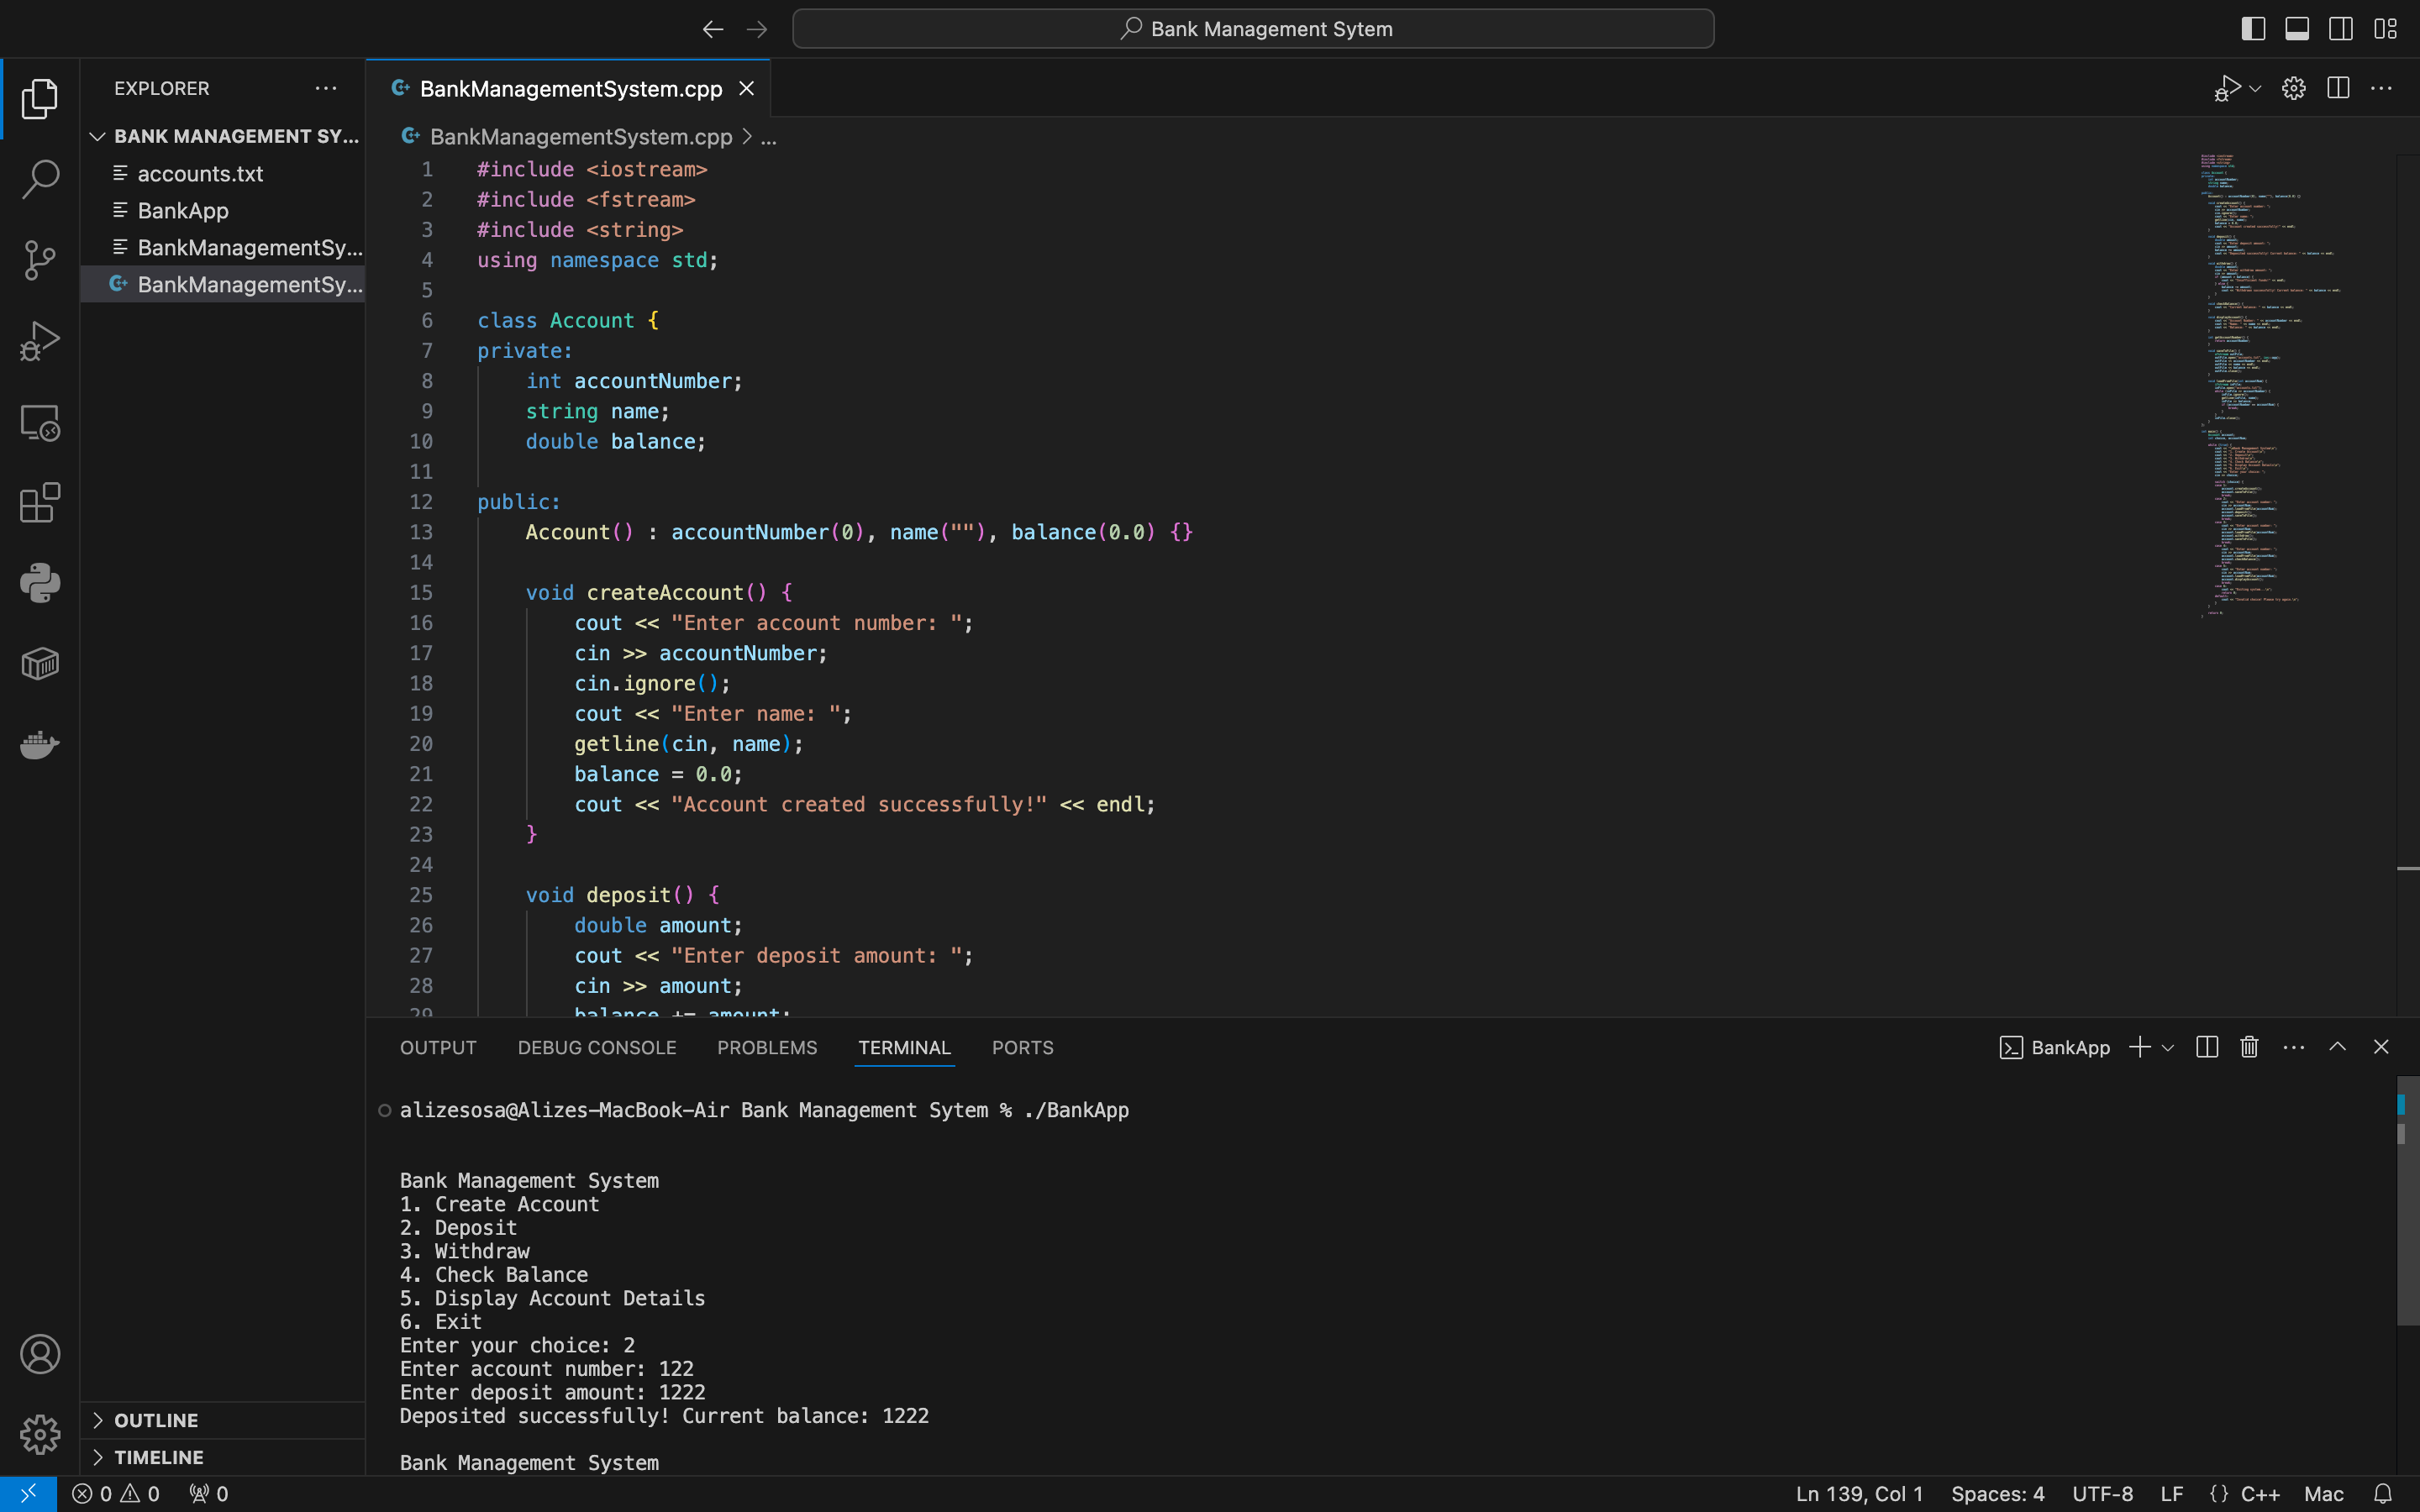 Bank Management Sytem
EXPLORER
BANK MANAGEMENT SY...
accounts.txt
BankApp
BankManagementSy...
BankManagementSy...
OUTLINE
TIMELINE
BankManagementSystem.cpp
BankManagementSystem.cpp > ...
1 #include <iostream>
2 #include <fstream>
3 #include <string>
4 using namespace std;
5
6 class Account {
7 private:
8     int accountNumber;
9     string name;
10     double balance;
11
12 public:
13     Account() : accountNumber(0), name(""), balance(0.0) {}
14
15     void createAccount() {
16         cout << "Enter account number: ";
17         cin >> accountNumber;
18         cin.ignore();
19         cout << "Enter name: ";
20         getline(cin, name);
21         balance = 0.0;
22         cout << "Account created successfully!" << endl;
23     }
24
25     void deposit() {
26         double amount;
27         cout << "Enter deposit amount: ";
28         cin >> amount;
29         balance += amount;
OUTPUT DEBUG CONSOLE PROBLEMS TERMINAL PORTS BankApp
alizesosa@Alizes-MacBook-Air Bank Management Sytem % ./BankApp
Bank Management System
1. Create Account
2. Deposit
3. Withdraw
4. Check Balance
5. Display Account Details
6. Exit
Enter your choice: 2
Enter account number: 122
Enter deposit amount: 1222
Deposited successfully! Current balance: 1222
Bank Management System
0 0 0 Ln 139, Col 1 Spaces: 4 UTF-8 LF {} C++ Mac